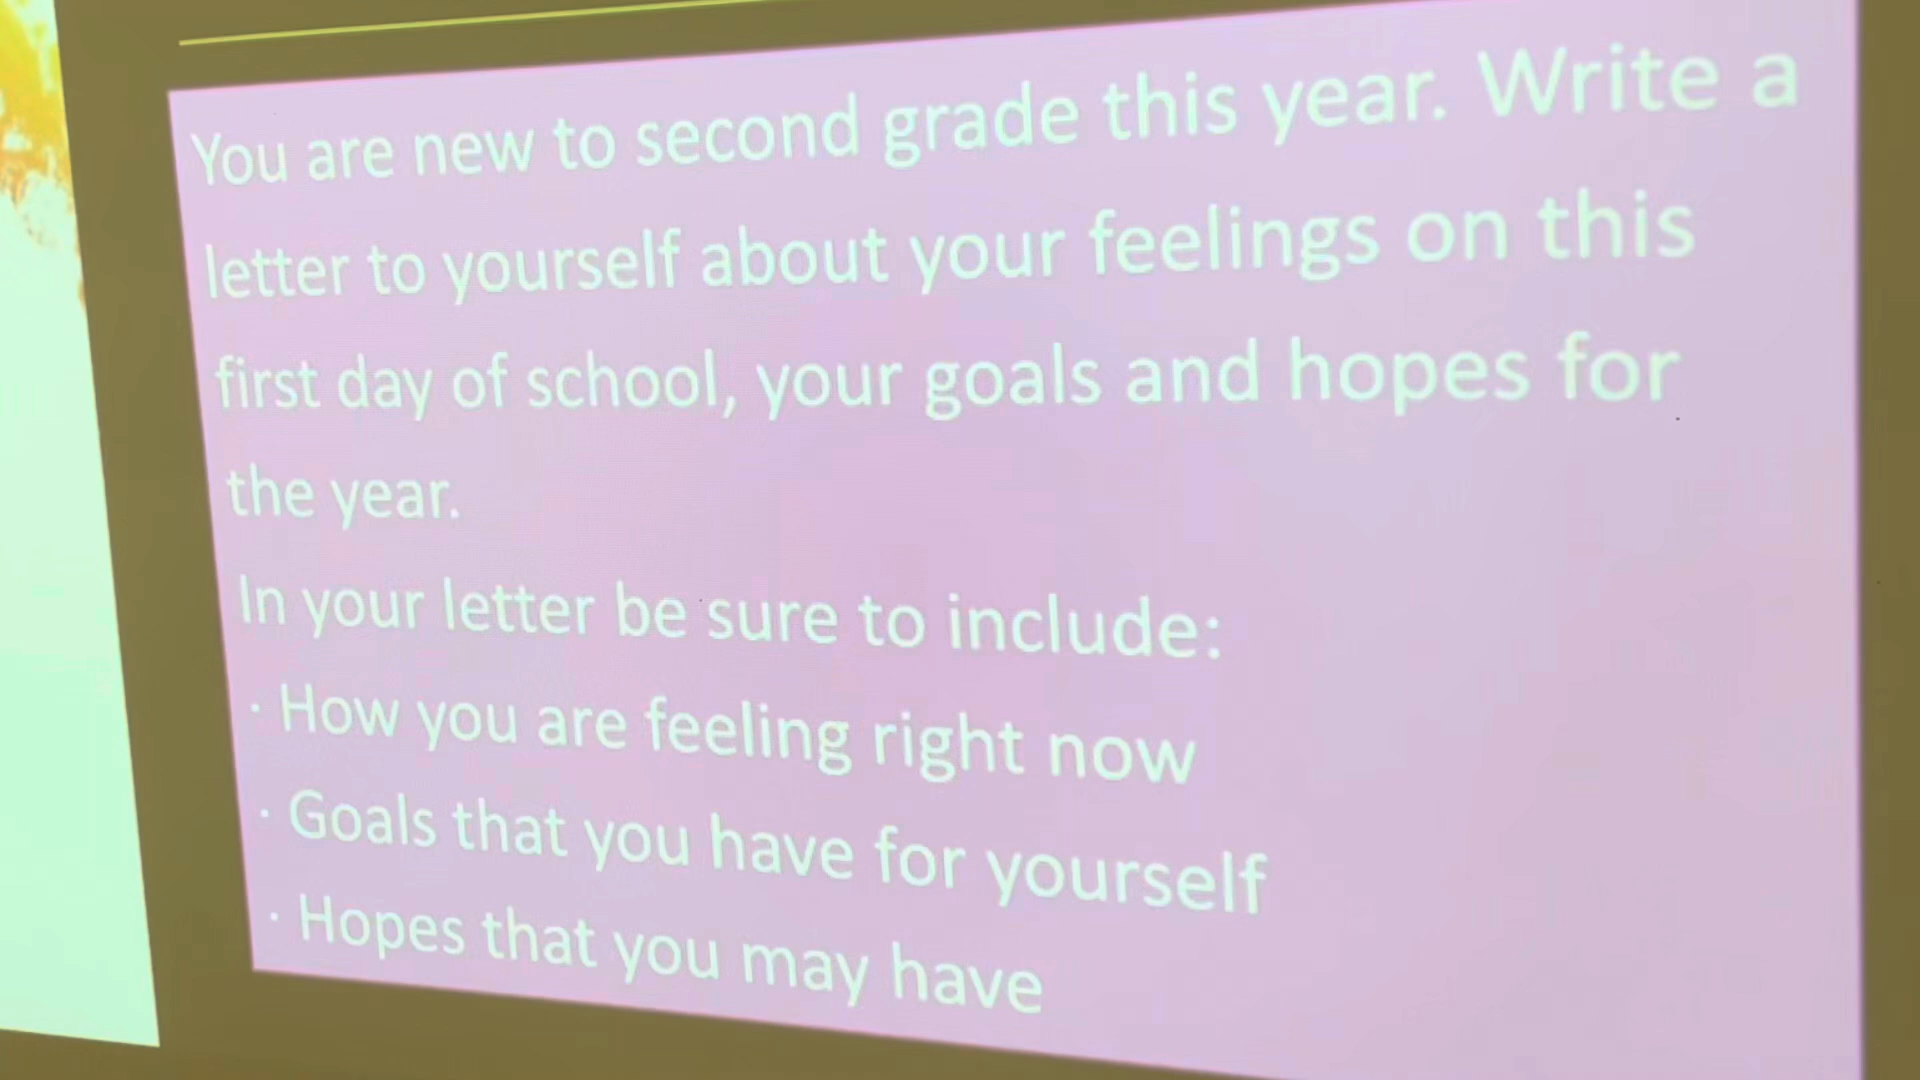 You are new to second grade this year. Write a
letter to yourself about your feelings on this
first day of school, your goals and hopes for
the year.
In your letter be sure to include:
· How you are feeling right now
· Goals that you have for yourself
· Hopes that you may have